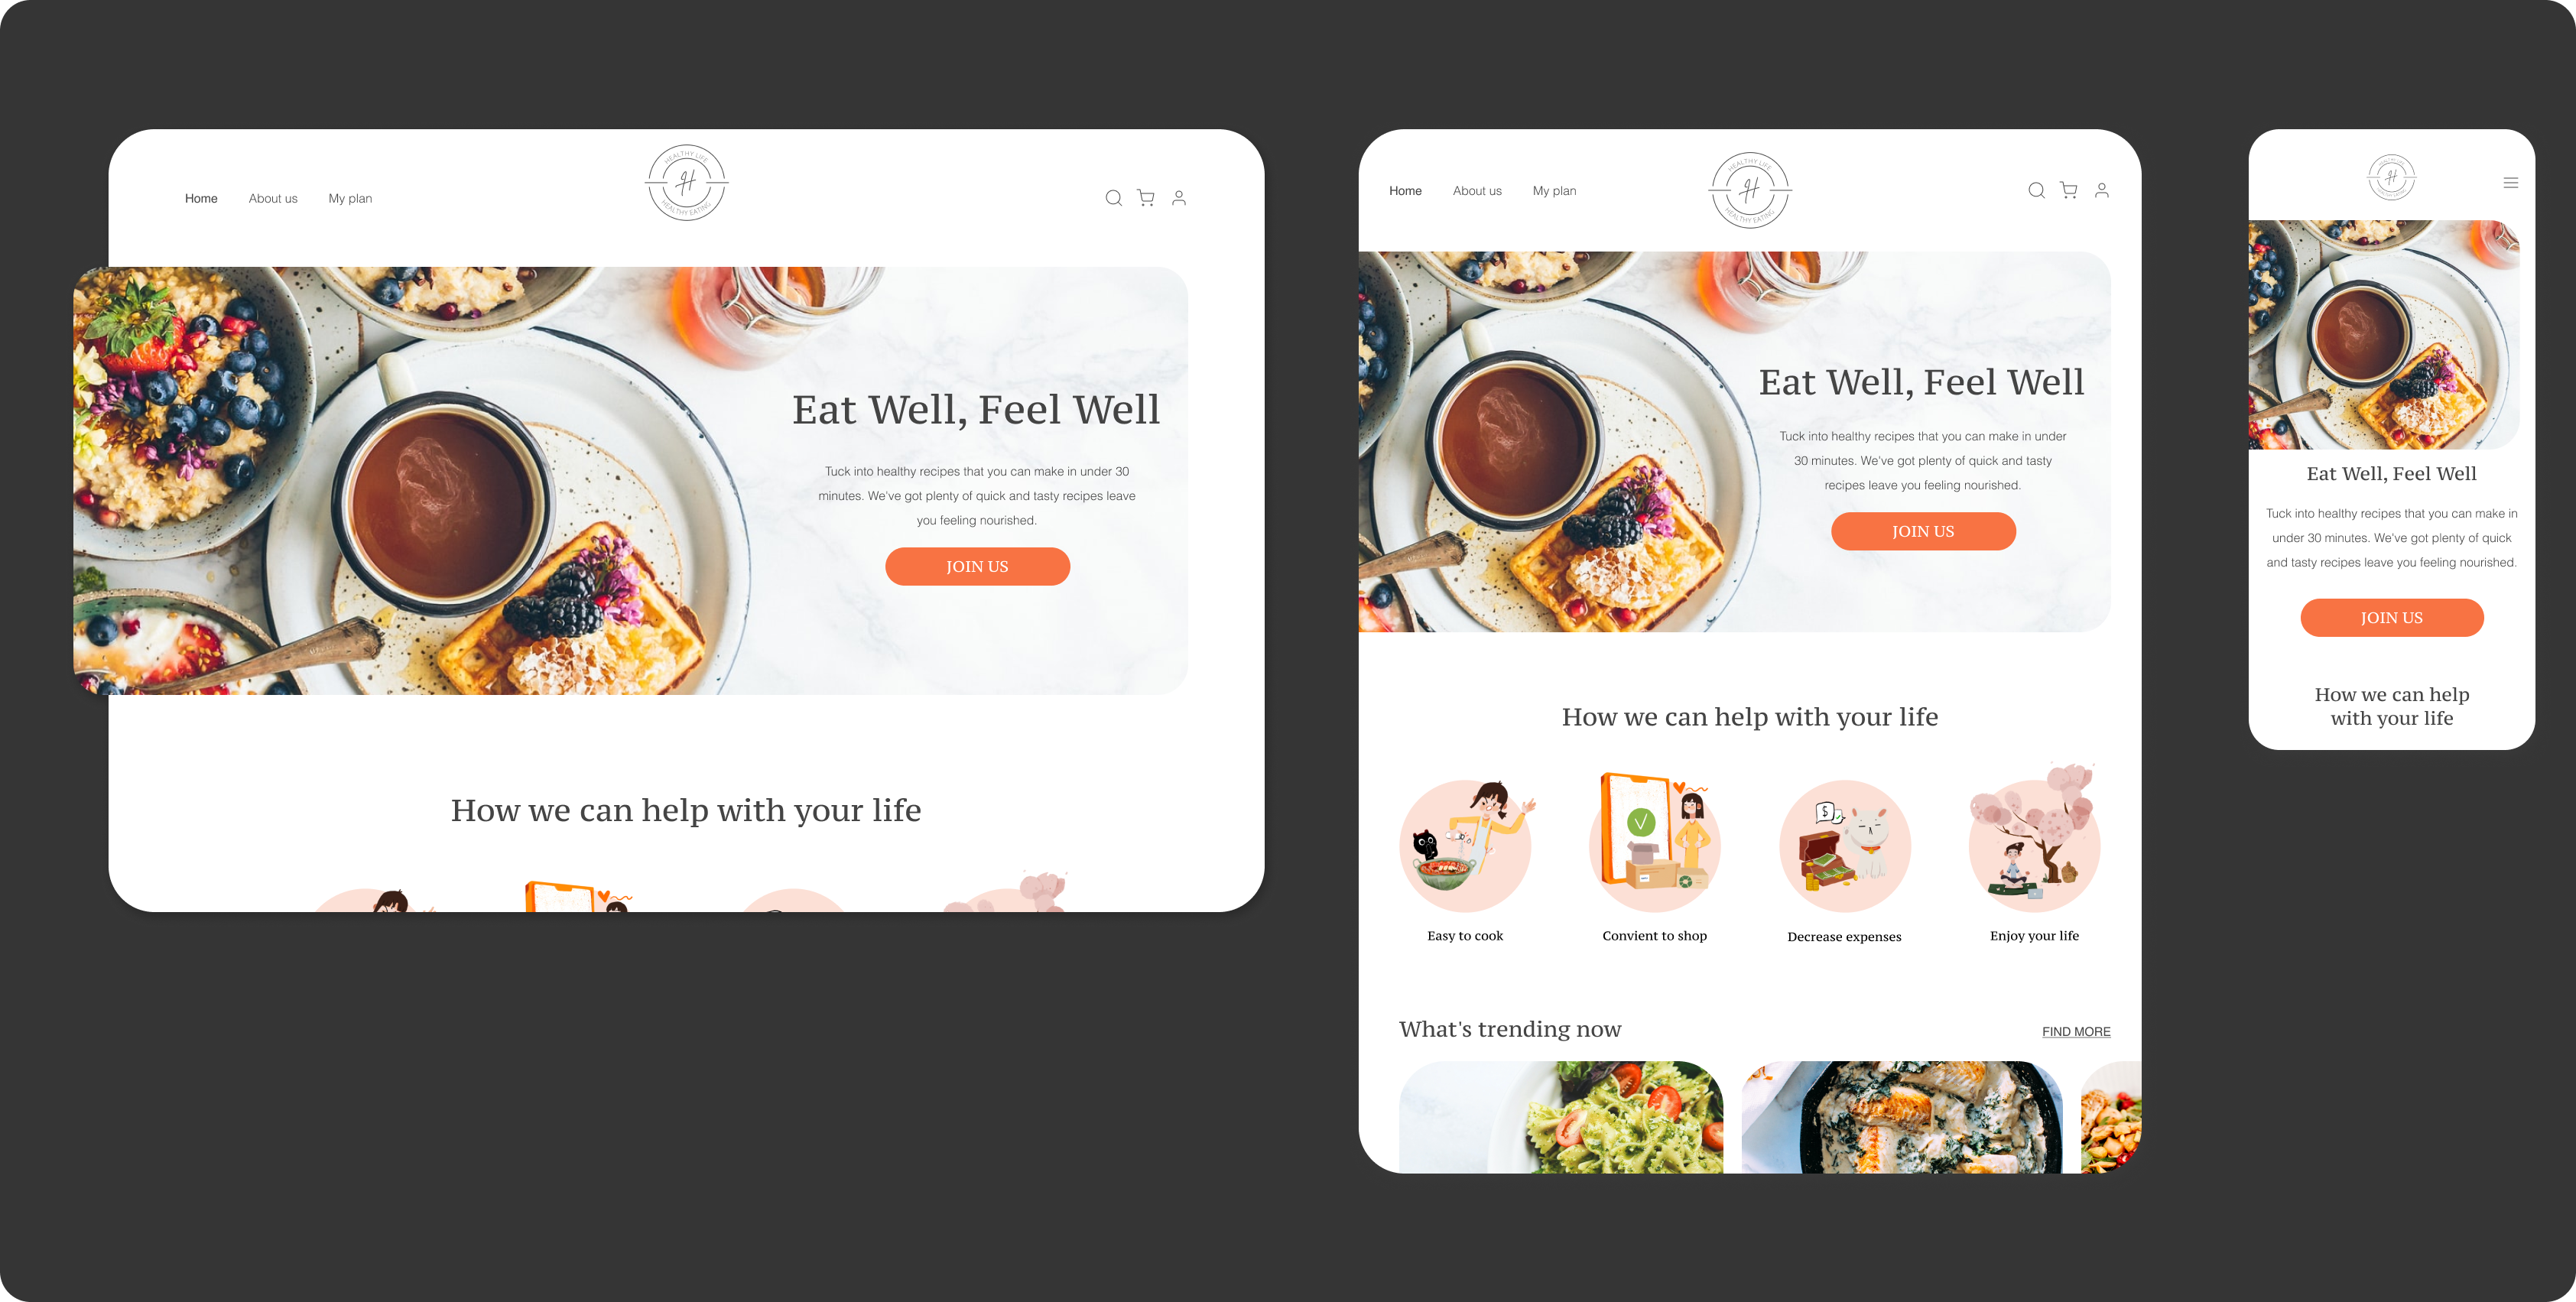 Home
About us
My plan
HEALTHY LIFE
H
HEALTHY EATING
Eat Well, Feel Well
Tuck into healthy recipes that you can make in under 30
minutes. We've got plenty of quick and tasty recipes leave
you feeling nourished.
JOIN US
How we can help with your life
Home
About us
My plan
HEALTHY LIFE
H
HEALTHY EATING
Eat Well, Feel Well
Tuck into healthy recipes that you can make in under
30 minutes. We've got plenty of quick and tasty
recipes leave you feeling nourished.
JOIN US
How we can help with your life
$
Easy to cook
Convient to shop
Decrease expenses
Enjoy your life
What's trending now
FIND MORE
HEALTHY LIFE
H
HEALTHY EATING
Eat Well, Feel Well
Tuck into healthy recipes that you can make in
under 30 minutes. We've got plenty of quick
and tasty recipes leave you feeling nourished.
JOIN US
How we can help
with your life